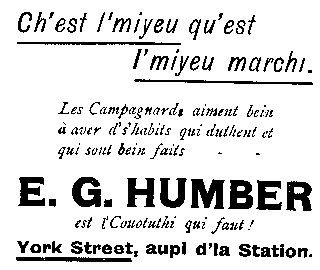 Ch'est l'miyeu qu'est
l'miyeu marchi.
Les Campagnards aiment bein
à aver d's'habits qui duthent et
qui sont bein faits - -
E. G. HUMBER
est l'Couotuthi qui faut!
York Street, aupi d'la Station.